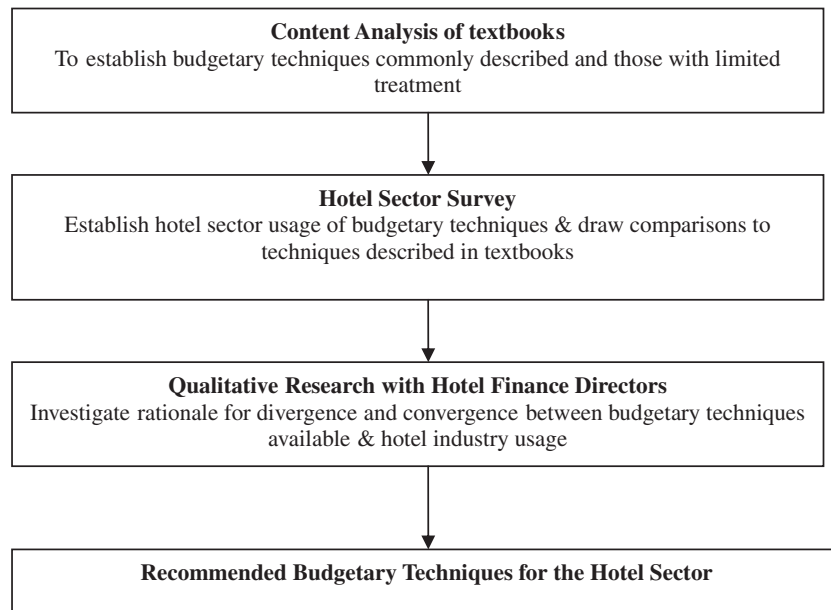 Content Analysis of textbooks
To establish budgetary techniques commonly described and those with limited
treatment
Hotel Sector Survey
Establish hotel sector usage of budgetary techniques & draw comparisons to
techniques described in textbooks
Qualitative Research with Hotel Finance Directors
Investigate rationale for divergence and convergence between budgetary techniques
available & hotel industry usage
Recommended Budgetary Techniques for the Hotel Sector